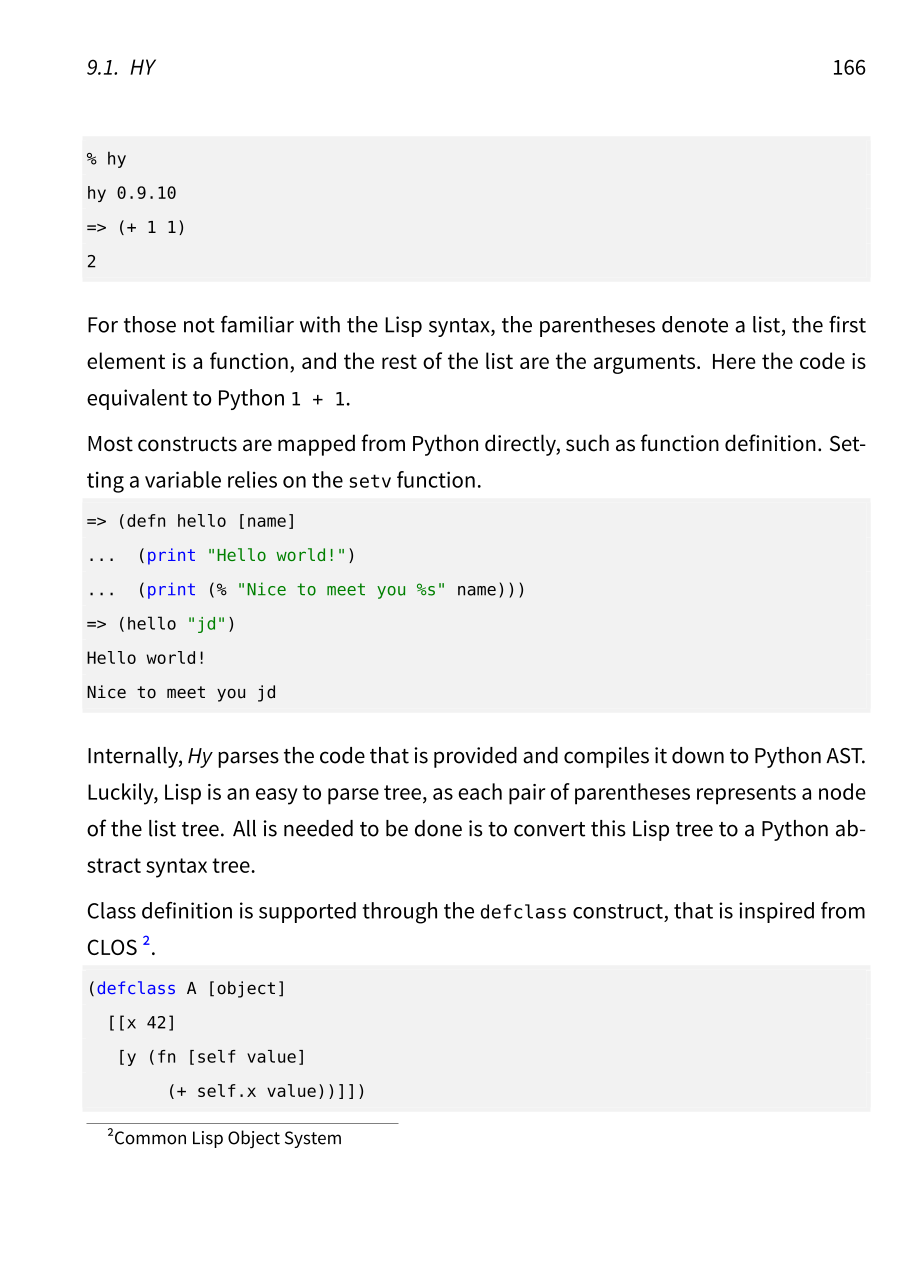 9.1. HY 166
% hy
hy 0.9.10
=> (+ 1 1)
2
For those not familiar with the Lisp syntax, the parentheses denote a list, the first
element is a function, and the rest of the list are the arguments. Here the code is
equivalent to Python 1 + 1.
Most constructs are mapped from Python directly, such as function definition. Set-
ting a variable relies on the setv function.
=> (defn hello [name]
...  (print "Hello world!")
...  (print (% "Nice to meet you %s" name)))
=> (hello "jd")
Hello world!
Nice to meet you jd
Internally, Hy parses the code that is provided and compiles it down to Python AST.
Luckily, Lisp is an easy to parse tree, as each pair of parentheses represents a node
of the list tree. All is needed to be done is to convert this Lisp tree to a Python ab-
stract syntax tree.
Class definition is supported through the defclass construct, that is inspired from
CLOS ².
(defclass A [object]
  [[x 42]
   [y (fn [self value]
        (+ self.x value))]])
²Common Lisp Object System